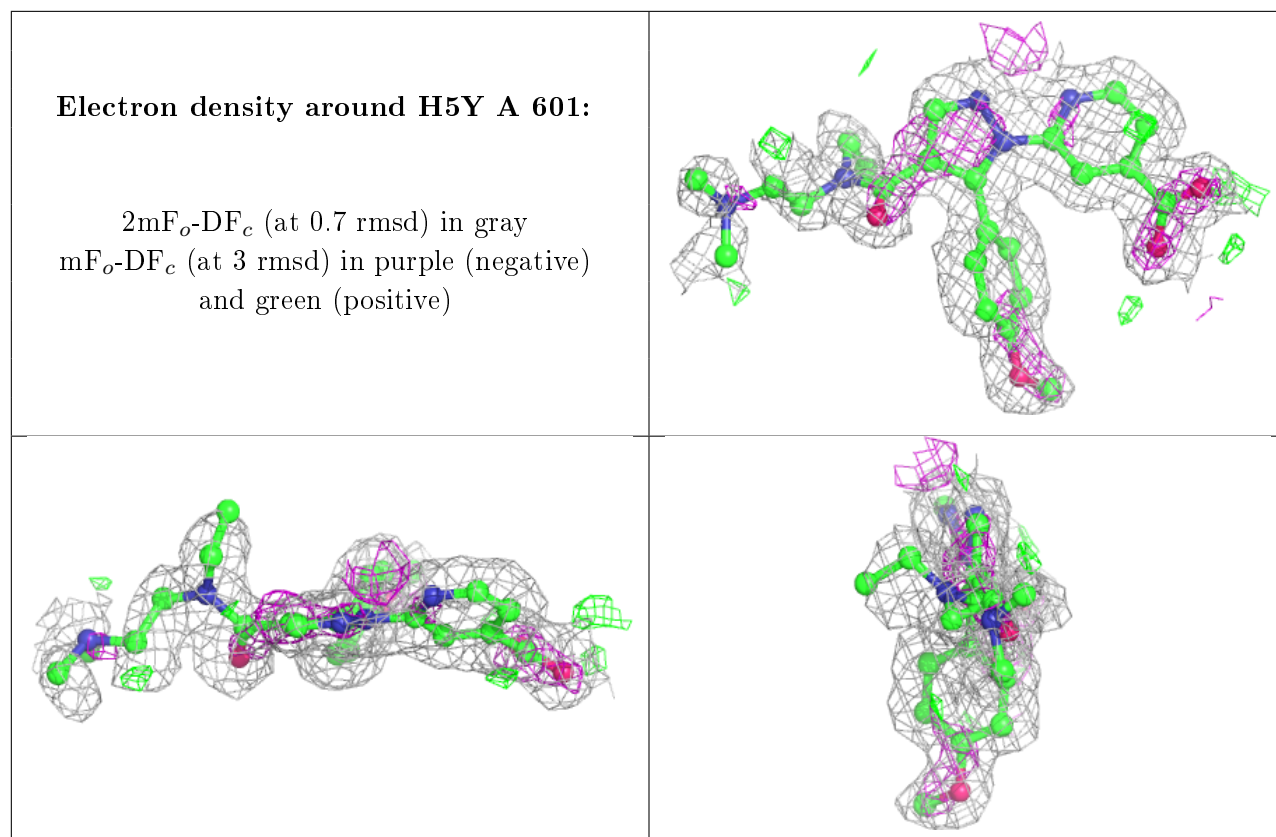 Electron density around H5Y A 601:
2mFₒ-DF𝒸 (at 0.7 rmsd) in gray
mFₒ-DF𝒸 (at 3 rmsd) in purple (negative)
and green (positive)